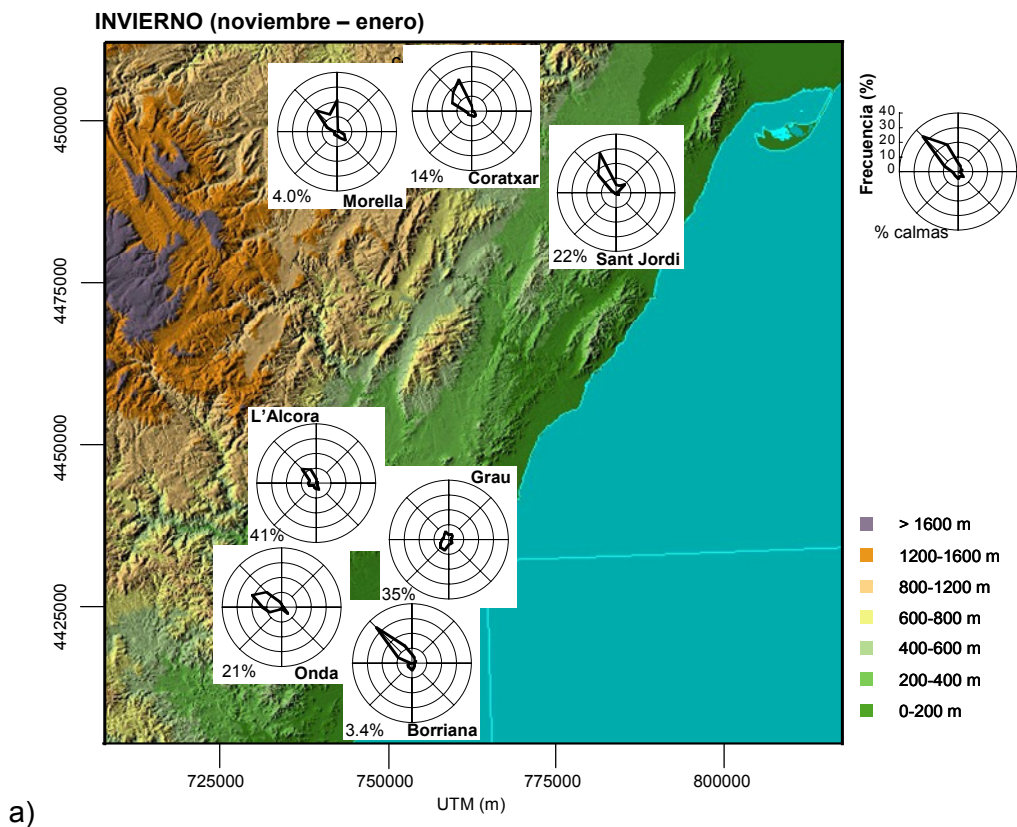 INVIERNO (noviembre – enero)
4500000
4475000
4450000
4425000
4.0%
Morella
14%
Coratxar
22%
Sant Jordi
L'Alcora
41%
Grau
35%
21%
Onda
3.4%
Borriana
Frecuencia (%)
40
30
20
10
0
% calmas
> 1600 m
1200-1600 m
800-1200 m
600-800 m
400-600 m
200-400 m
0-200 m
725000
750000
775000
800000
UTM (m)
a)